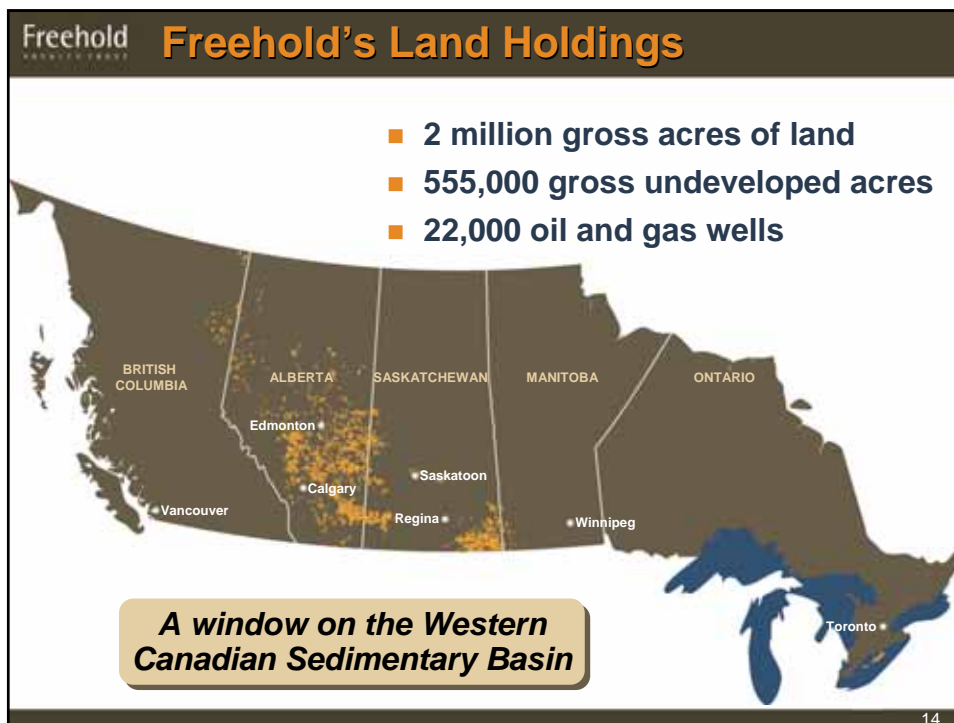 Freehold
ROYALTY TRUST
Freehold's Land Holdings
■ 2 million gross acres of land
■ 555,000 gross undeveloped acres
■ 22,000 oil and gas wells
BRITISH
COLUMBIA
ALBERTA
SASKATCHEWAN
MANITOBA
ONTARIO
Edmonton
Saskatoon
Calgary
Vancouver
Regina
Winnipeg
Toronto
A window on the Western
Canadian Sedimentary Basin
14